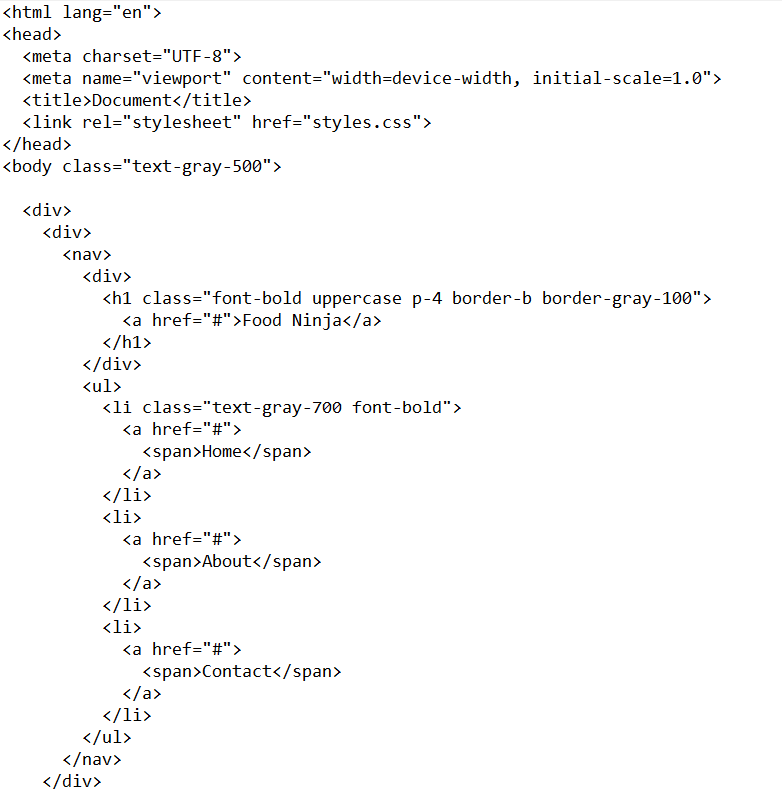 <html lang="en">
<head>
  <meta charset="UTF-8">
  <meta name="viewport" content="width=device-width, initial-scale=1.0">
  <title>Document</title>
  <link rel="stylesheet" href="styles.css">
</head>
<body class="text-gray-500">

  <div>
    <div>
      <nav>
        <div>
          <h1 class="font-bold uppercase p-4 border-b border-gray-100">
            <a href="#">Food Ninja</a>
          </h1>
        </div>
        <ul>
          <li class="text-gray-700 font-bold">
            <a href="#">
              <span>Home</span>
            </a>
          </li>
          <li>
            <a href="#">
              <span>About</span>
            </a>
          </li>
          <li>
            <a href="#">
              <span>Contact</span>
            </a>
          </li>
        </ul>
      </nav>
    </div>